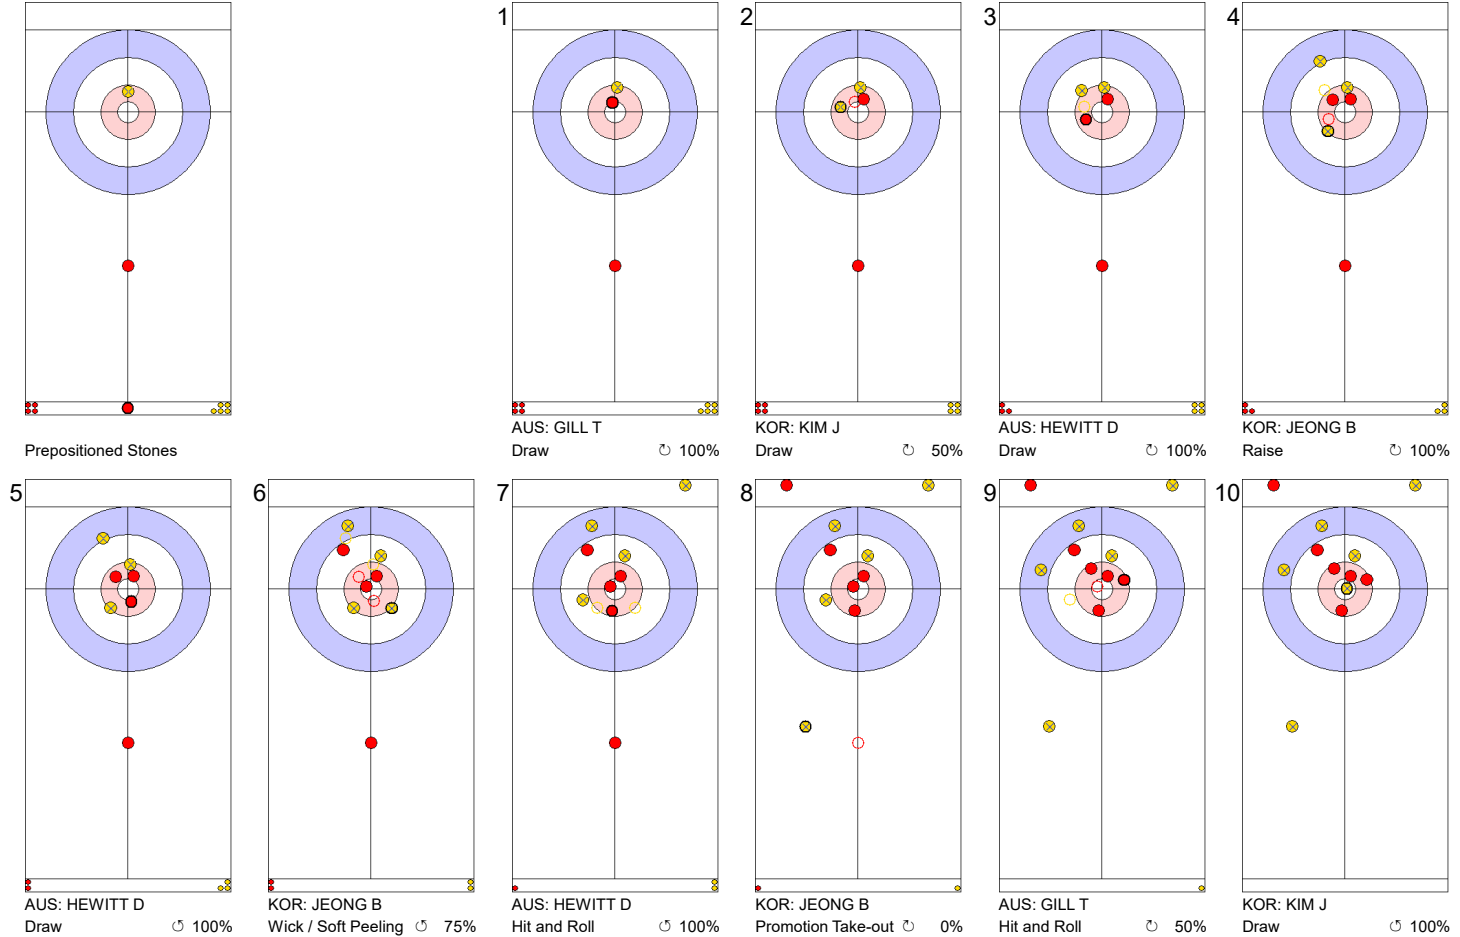 1
2
3
4
Prepositioned Stones
AUS: GILL T
Draw ↻ 100%
KOR: KIM J
Draw ↻ 50%
AUS: HEWITT D
Draw ↻ 100%
KOR: JEONG B
Raise ↻ 100%
5
6
7
8
9
10
AUS: HEWITT D
Draw ↺ 100%
KOR: JEONG B
Wick / Soft Peeling ↺ 75%
AUS: HEWITT D
Hit and Roll ↺ 100%
KOR: JEONG B
Promotion Take-out ↻ 0%
AUS: GILL T
Hit and Roll ↻ 50%
KOR: KIM J
Draw ↺ 100%